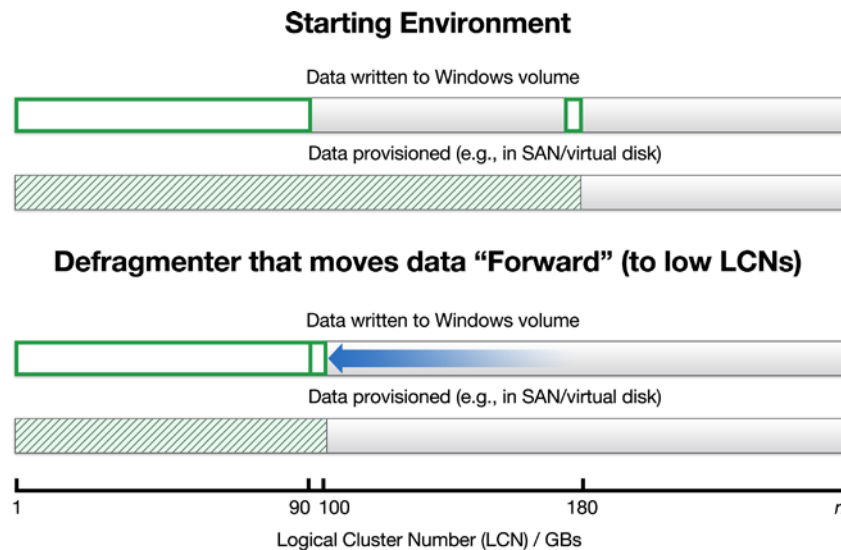 Starting Environment
Data written to Windows volume
Data provisioned (e.g., in SAN/virtual disk)
Defragmenter that moves data “Forward” (to low LCNs)
Data written to Windows volume
Data provisioned (e.g., in SAN/virtual disk)
1 90 100 180 n
Logical Cluster Number (LCN) / GBs